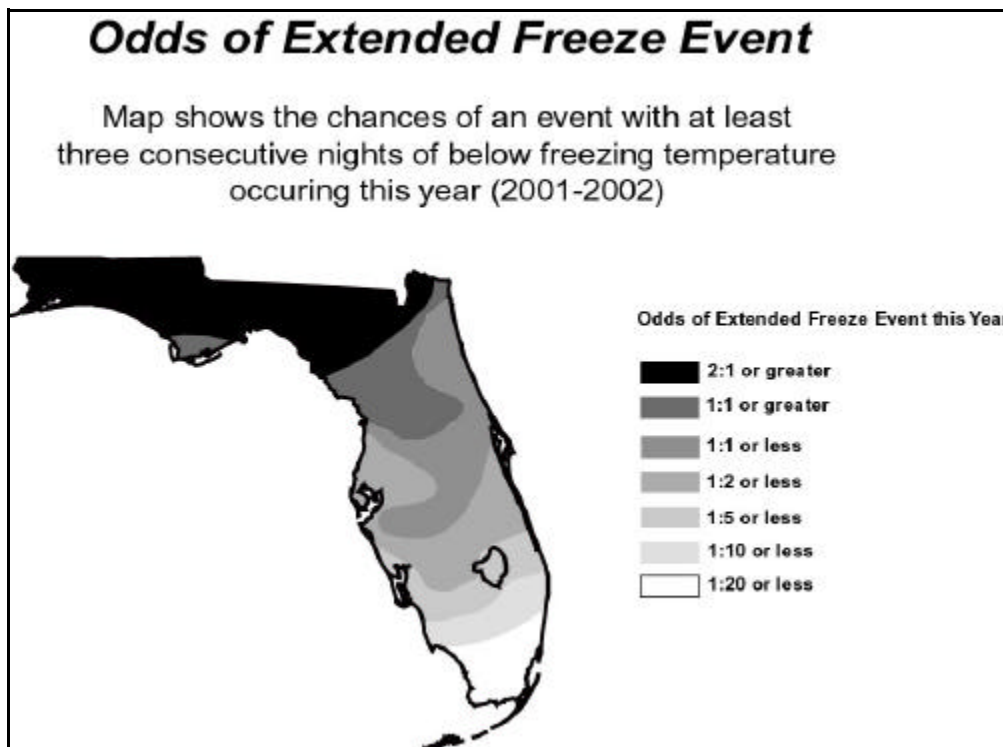 Odds of Extended Freeze Event
Map shows the chances of an event with at least
three consecutive nights of below freezing temperature
occuring this year (2001-2002)
Odds of Extended Freeze Event this Year
2:1 or greater
1:1 or greater
1:1 or less
1:2 or less
1:5 or less
1:10 or less
1:20 or less